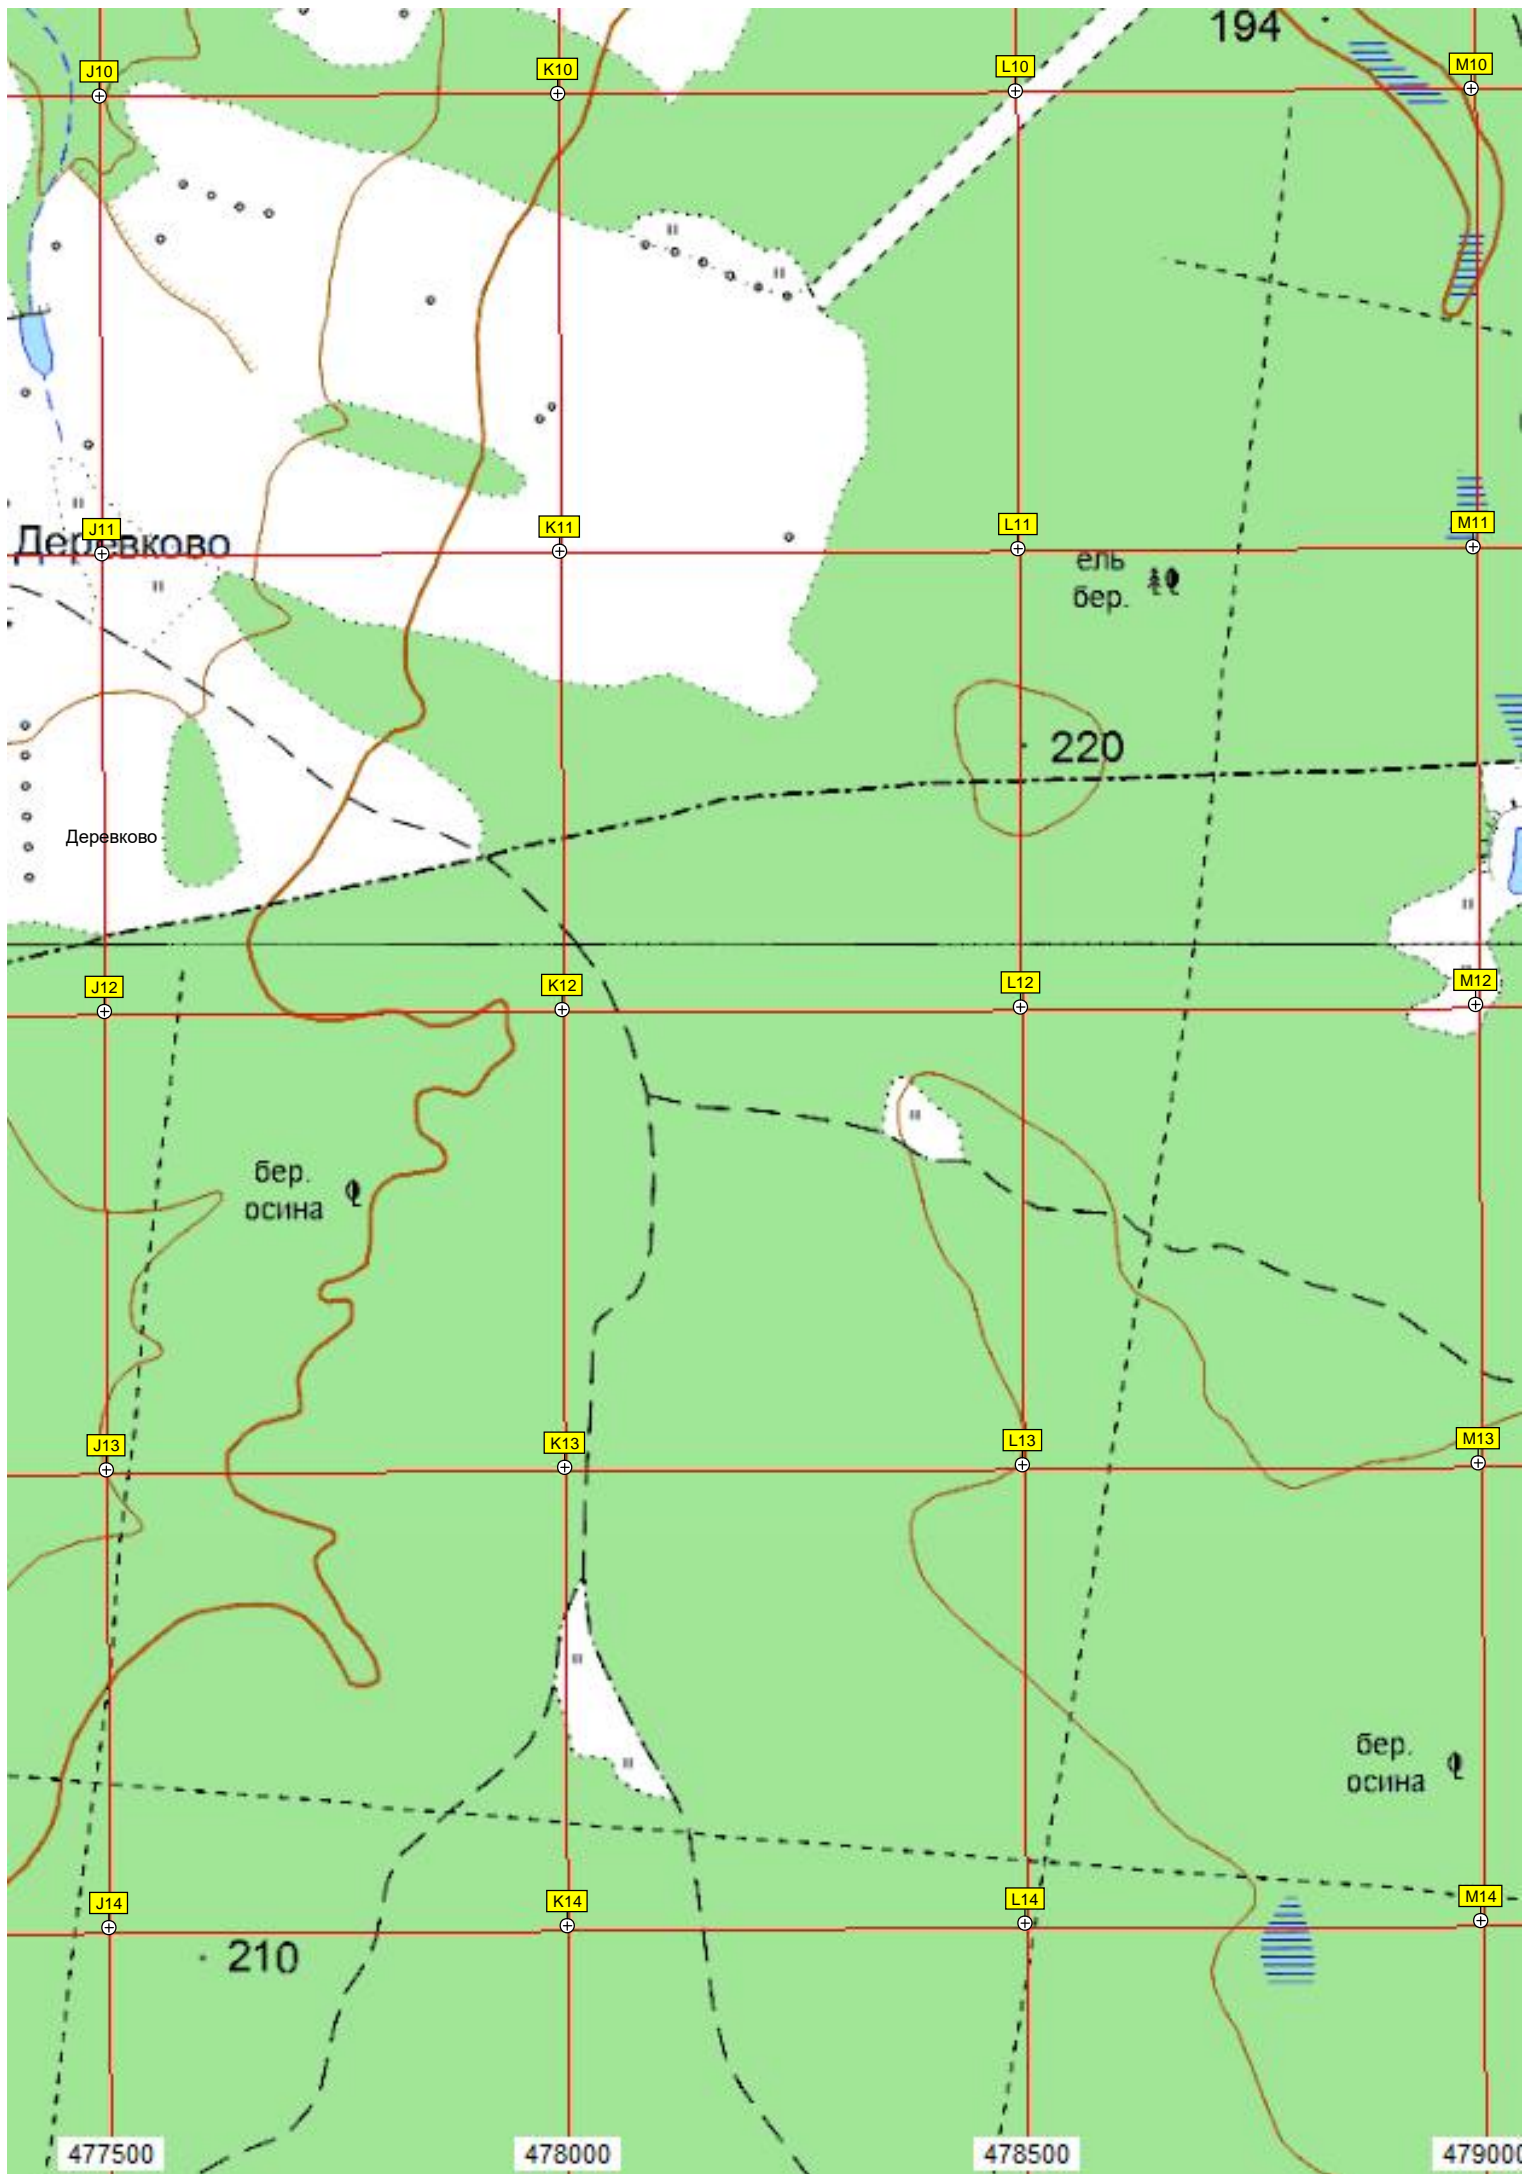 194
J10
K10
L10
M10
Деревково
J11
K11
L11
M11
ель
бер.
220
Деревково
J12
K12
L12
M12
бер.
осина
J13
K13
L13
M13
бер.
осина
J14
K14
L14
M14
210
477500
478000
478500
479000